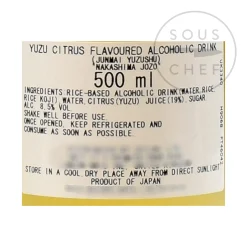 SOUS
CHEF
YUZU CITRUS FLAVOURED ALCOHOLIC DRINK
(JUNMAI YUZUSHU)
NAKASHIMA JOZO
500 ml
INGREDIENTS:RICE-BASED ALCOHOLIC DRINK(WATER,RICE,
RICE KOJI),WATER,CITRUS(YUZU) JUICE(19%),SUGAR
ALC 8.5% VOL
SHAKE WELL BEFORE USE.
ONCE OPENED, KEEP REFRIGERATED AND
CONSUME AS SOON AS POSSIBLE.
STORE IN A COOL,DRY PLACE AWAY FROM DIRECT SUNLIGHT
PRODUCT OF JAPAN